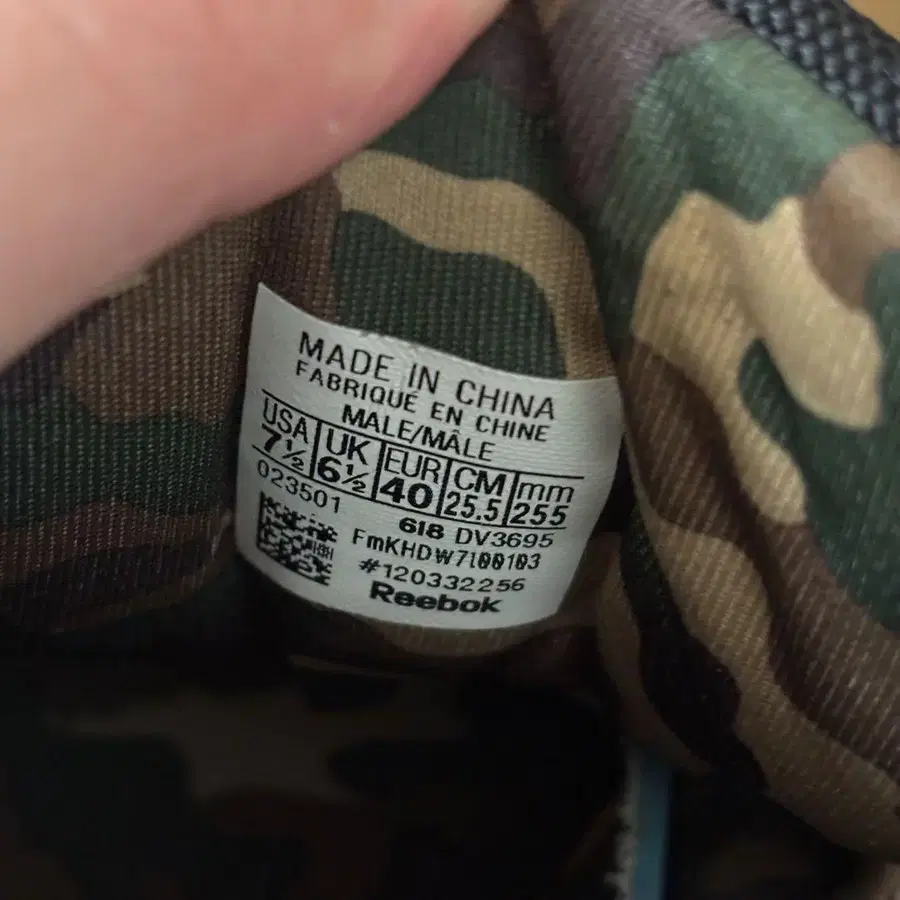 MADE IN CHINA
FABRIQUÉ EN CHINE
MALE/MÂLE
USA UK EUR CM mm
7½ 6½ 40 25.5 255
023501 618 DV3695
FmKHDW7100103
#120332256
Reebok